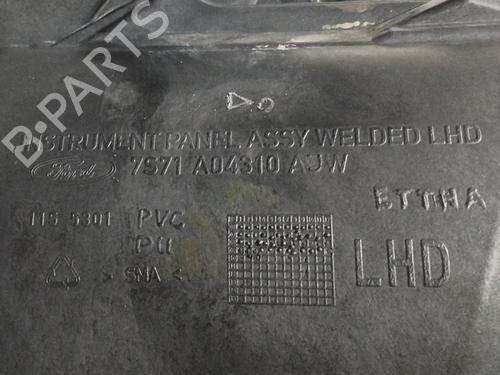 INSTRUMENT PANEL ASSY WELDED LHD
Ford 7S71 A04310 AJW
ETTHA
115 5301 PVC
PU
> SMA < LHD
B-PARTS